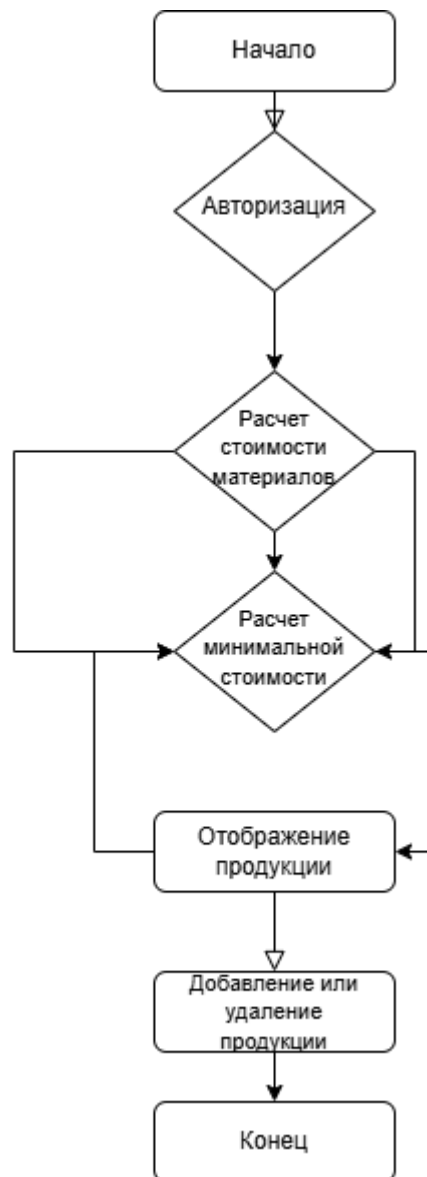 Начало
Авторизация
Расчет
стоимости
материалов
Расчет
минимальной
стоимости
Отображение
продукции
Добавление или
удаление
продукции
Конец